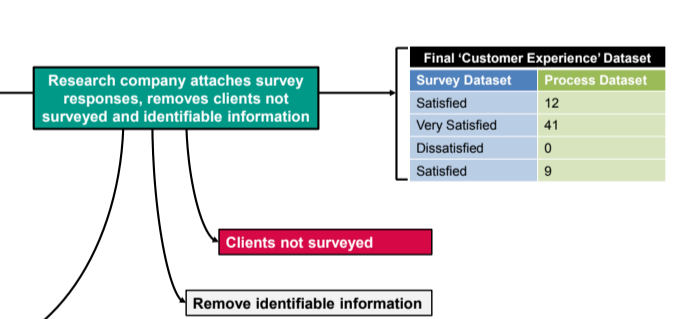 Final ‘Customer Experience’ Dataset
Research company attaches survey
responses, removes clients not
surveyed and identifiable information
Survey Dataset Process Dataset
Satisfied 12
Very Satisfied 41
Dissatisfied 0
Satisfied 9
Clients not surveyed
Remove identifiable information